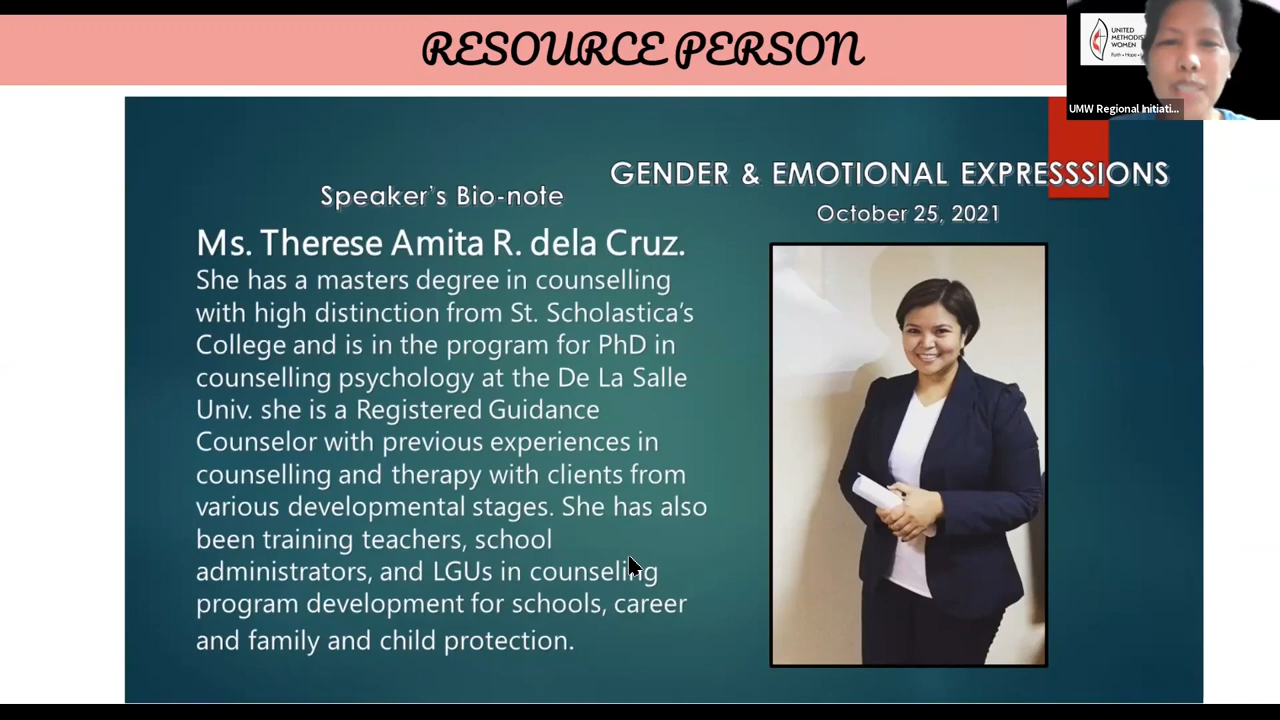 RESOURCE PERSON
UNITED
METHODIS
WOMEN
UMW Regional Initiati...
GENDER & EMOTIONAL EXPRESSSIONS
October 25, 2021
Speaker's Bio-note
Ms. Therese Amita R. dela Cruz.
She has a masters degree in counselling
with high distinction from St. Scholastica's
College and is in the program for PhD in
counselling psychology at the De La Salle
Univ. she is a Registered Guidance
Counselor with previous experiences in
counselling and therapy with clients from
various developmental stages. She has also
been training teachers, school
administrators, and LGUs in counseling
program development for schools, career
and family and child protection.